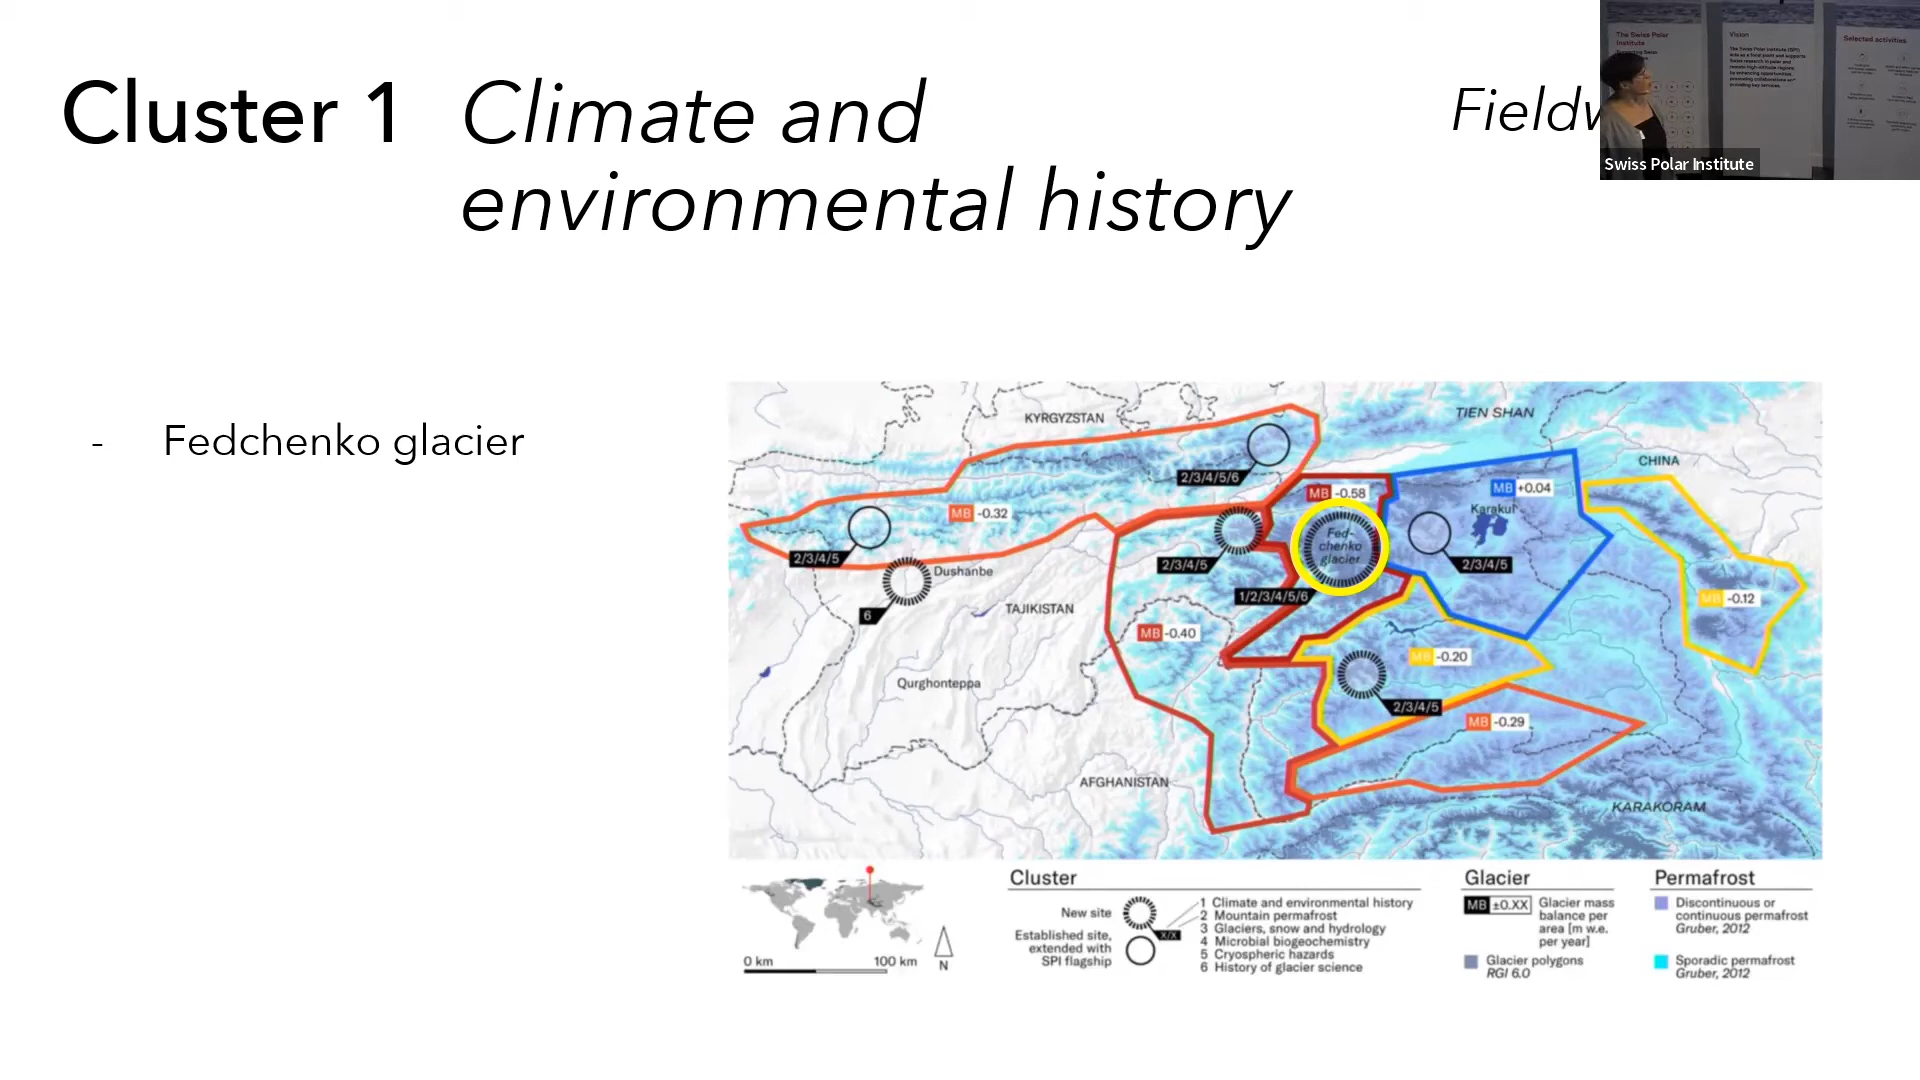 Cluster 1
Climate and
environmental history
The Swiss Polar
Institute
Vision
Selected activities
Swiss Polar Institute
- Fedchenko glacier
KYRGYZSTAN
TIEN SHAN
CHINA
2/3/4/5/6
MB -0.58
MB +0.04
Karakul
MB -0.32
2/3/4/5
Dushanbe
6
TAJIKISTAN
2/3/4/5
Fed-
chenko
glacier
1/2/3/4/5/6
2/3/4/5
MB -0.12
MB -0.40
MB -0.20
Qurghonteppa
2/3/4/5
MB -0.29
AFGHANISTAN
KARAKORAM
0 km 100 km
N
Cluster
New site
Established site,
extended with
SPI flagship
X/X
1 Climate and environmental history
2 Mountain permafrost
3 Glaciers, snow and hydrology
4 Microbial biogeochemistry
5 Cryospheric hazards
6 History of glacier science
Glacier
MB ±0.XX Glacier mass
balance per
area [m w.e.
per year]
Glacier polygons
RGI 6.0
Permafrost
Discontinuous or
continuous permafrost
Gruber, 2012
Sporadic permafrost
Gruber, 2012